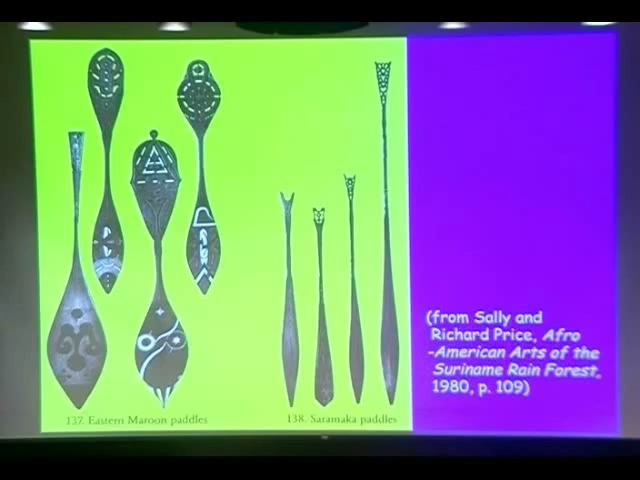 137. Eastern Maroon paddles
138. Saramaka paddles
(from Sally and
Richard Price, Afro
-American Arts of the
Suriname Rain Forest,
1980, p. 109)